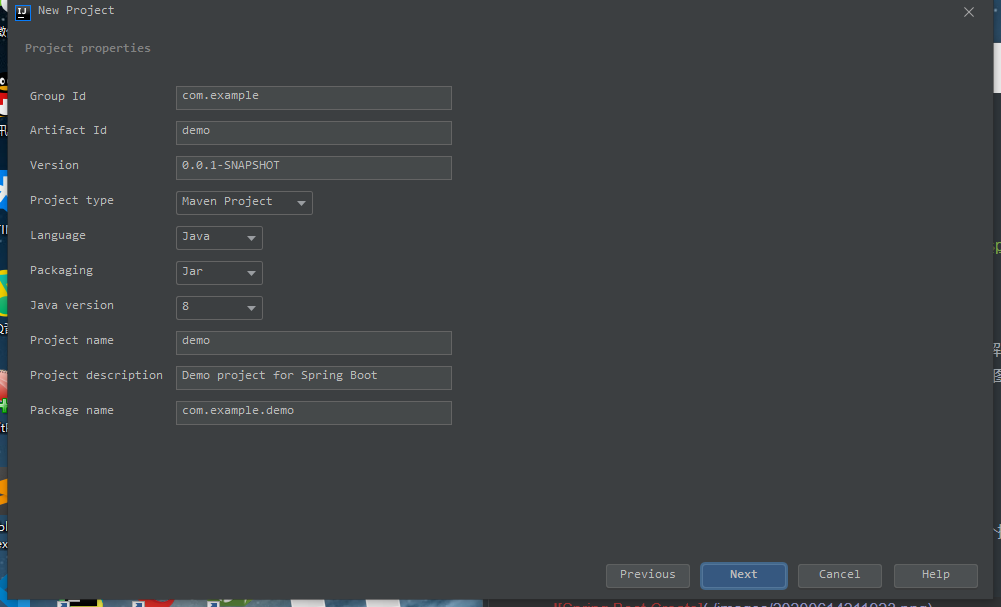 IJ New Project
Project properties
Group Id com.example
Artifact Id demo
Version 0.0.1-SNAPSHOT
Project type Maven Project
Language Java
Packaging Jar
Java version 8
Project name demo
Project description Demo project for Spring Boot
Package name com.example.demo
Previous Next Cancel Help